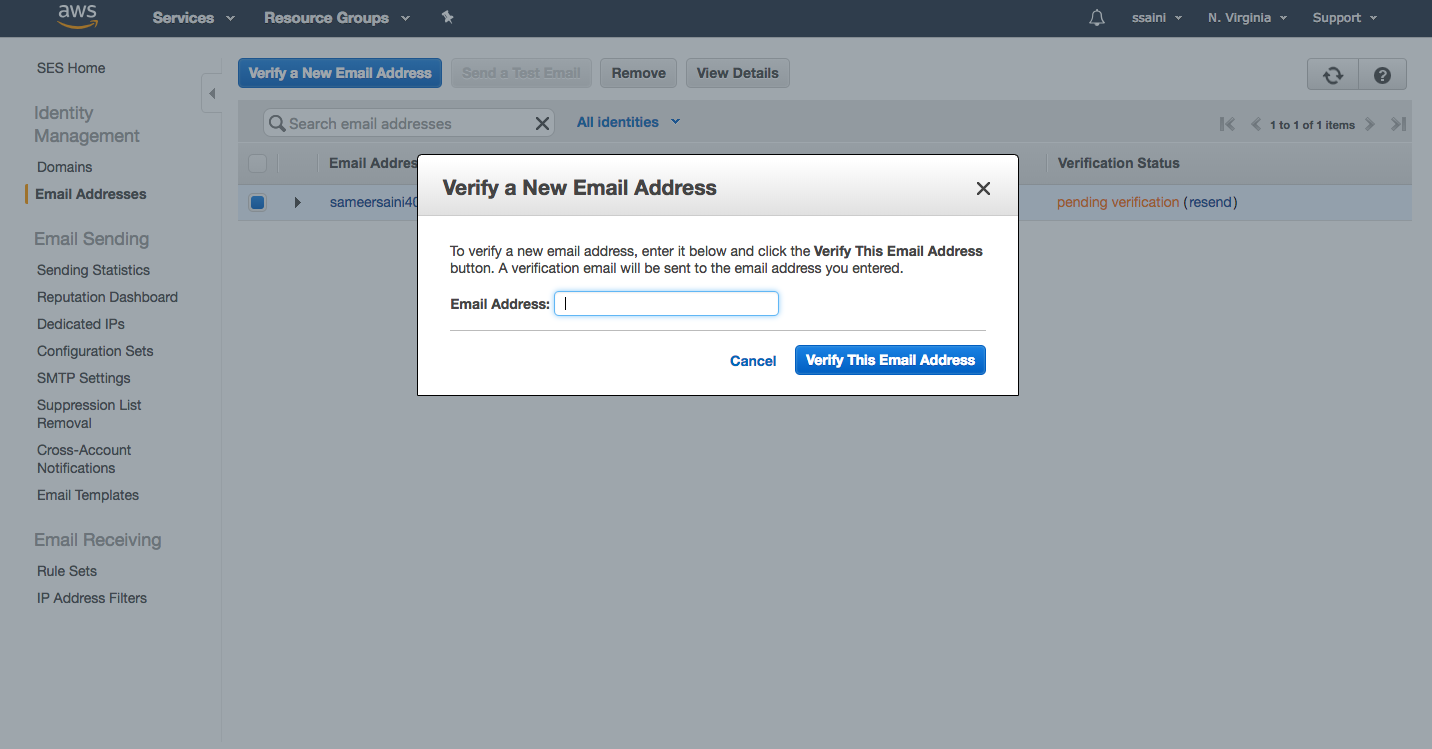 aws Services Resource Groups ssaini N. Virginia Support
SES Home
Identity
Management
Domains
Email Addresses
Email Sending
Sending Statistics
Reputation Dashboard
Dedicated IPs
Configuration Sets
SMTP Settings
Suppression List
Removal
Cross-Account
Notifications
Email Templates
Email Receiving
Rule Sets
IP Address Filters
Verify a New Email Address Send a Test Email Remove View Details
Search email addresses All identities 1 to 1 of 1 items
Email Addres Verification Status
sameersaini40 pending verification (resend)
Verify a New Email Address
To verify a new email address, enter it below and click the Verify This Email Address
button. A verification email will be sent to the email address you entered.
Email Address:
Cancel Verify This Email Address